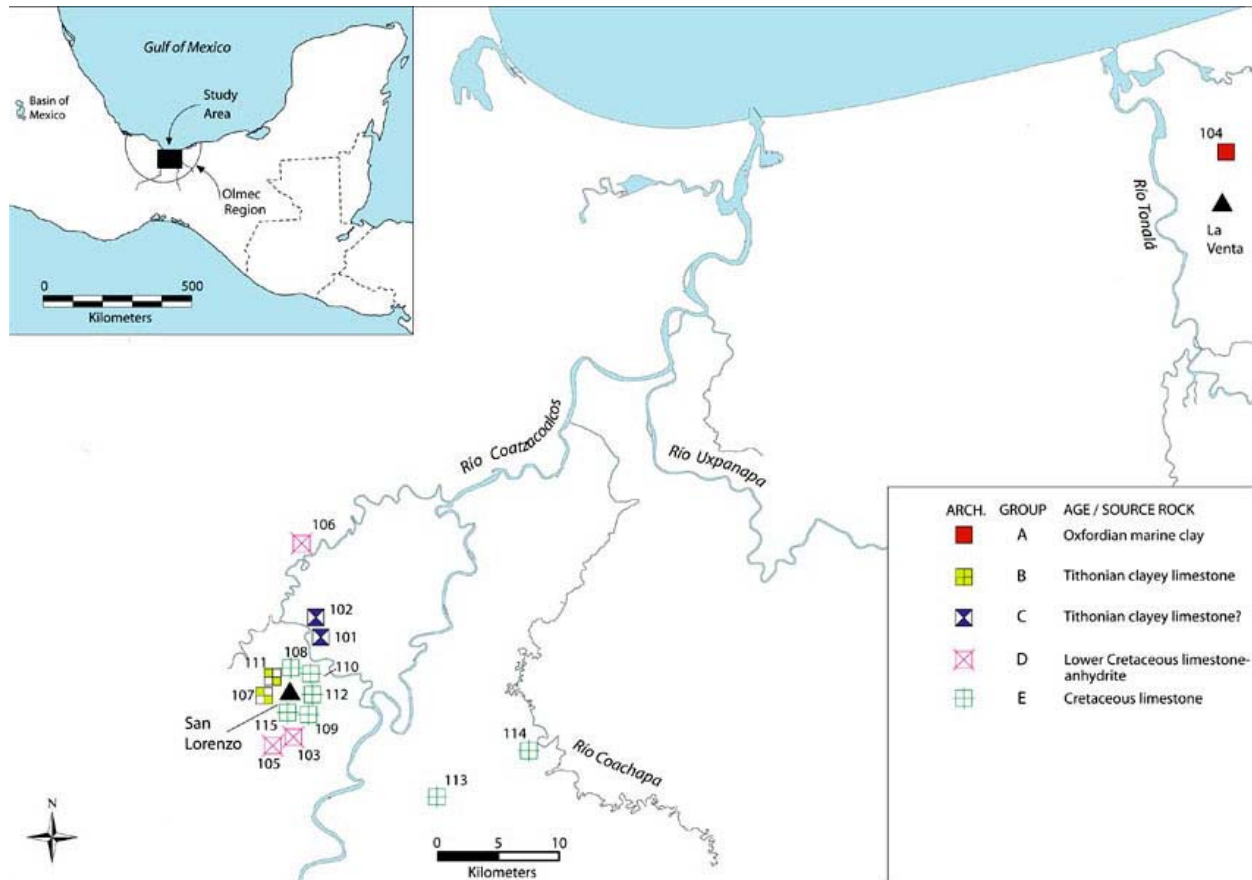 Gulf of Mexico
Basin of
Mexico
Study
Area
Olmec
Region
0 500
Kilometers
104
La
Venta
Río Tonalá
Río Coatzacoalcos
Río Uxpanapa
106
102
101
108
111
110
107
112
San
Lorenzo
115
109
103
105
114
113
Río Coachapa
N
0 5 10
Kilometers
ARCH. GROUP AGE / SOURCE ROCK
A Oxfordian marine clay
B Tithonian clayey limestone
C Tithonian clayey limestone?
D Lower Cretaceous limestone-
anhydrite
E Cretaceous limestone